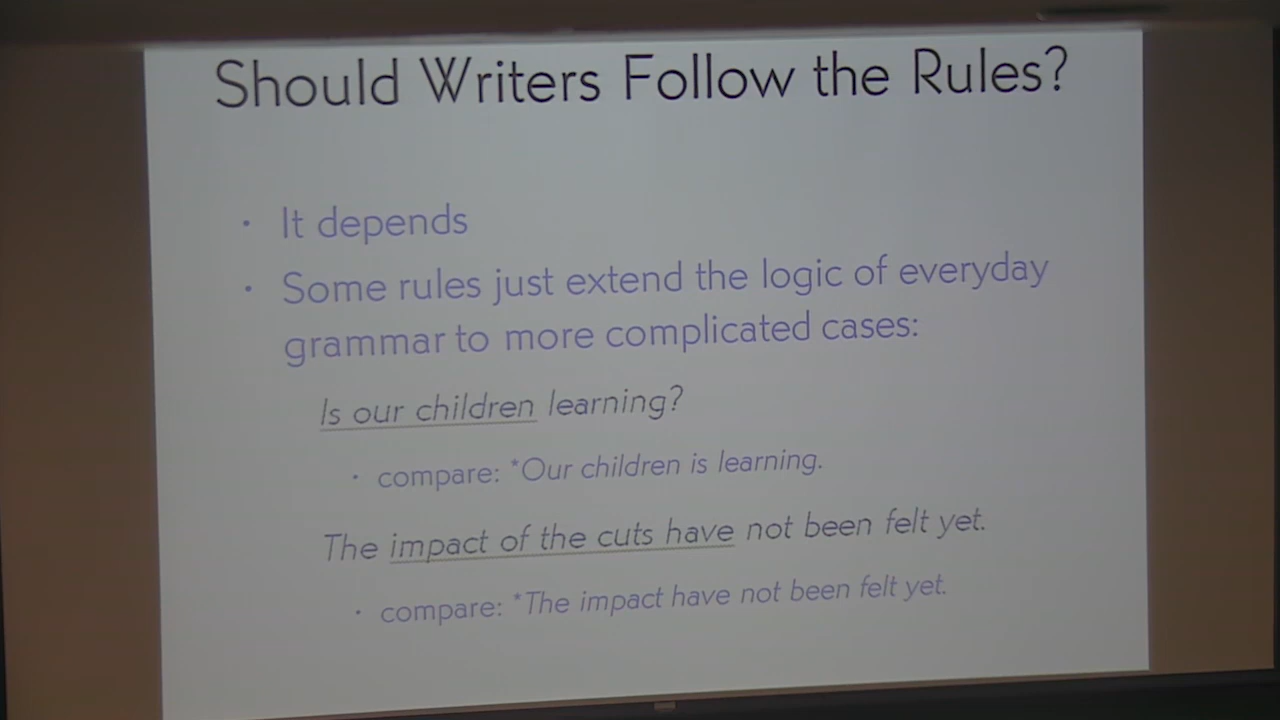 Should Writers Follow the Rules?
· It depends
· Some rules just extend the logic of everyday
grammar to more complicated cases:
Is our children learning?
· compare: *Our children is learning.
The impact of the cuts have not been felt yet.
· compare: *The impact have not been felt yet.